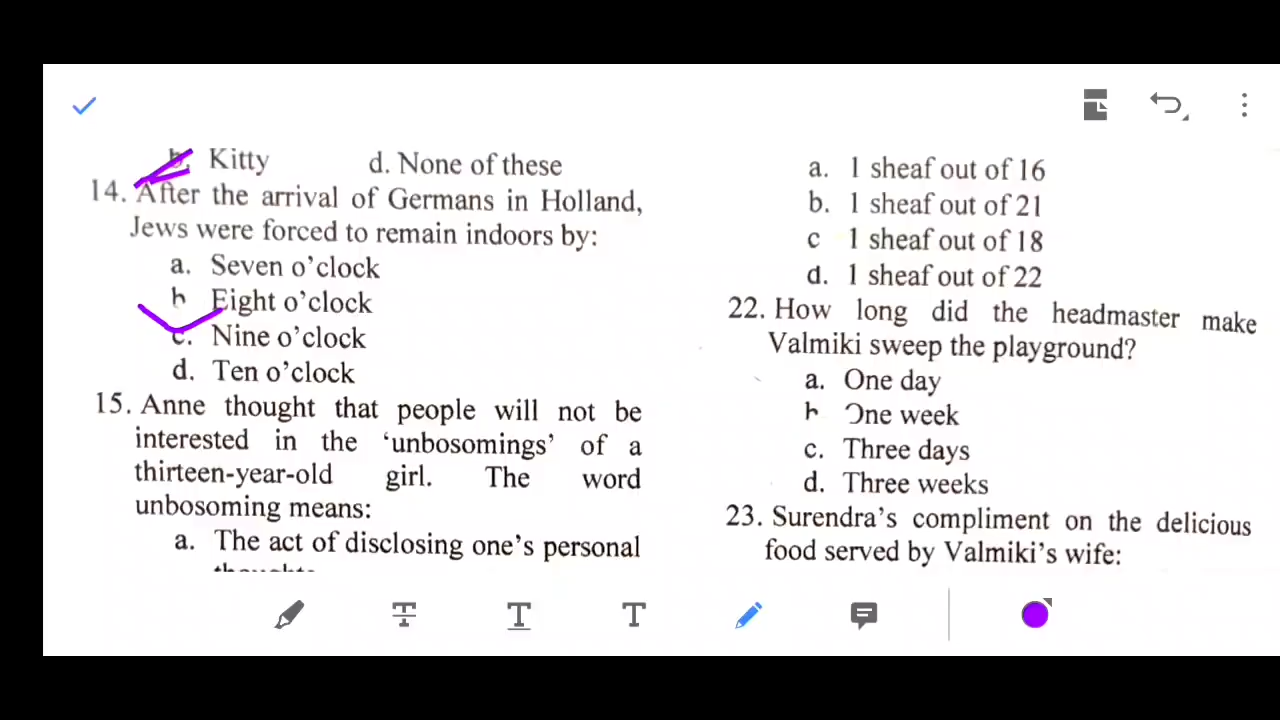 b. Kitty d. None of these
14. After the arrival of Germans in Holland,
Jews were forced to remain indoors by:
a. Seven o'clock
b Eight o'clock
c. Nine o'clock
d. Ten o'clock
15. Anne thought that people will not be
interested in the 'unbosomings' of a
thirteen-year-old girl. The word
unbosoming means:
a. The act of disclosing one's personal
a. 1 sheaf out of 16
b. 1 sheaf out of 21
c 1 sheaf out of 18
d. 1 sheaf out of 22
22. How long did the headmaster make
Valmiki sweep the playground?
a. One day
b One week
c. Three days
d. Three weeks
23. Surendra's compliment on the delicious
food served by Valmiki's wife:
T T T